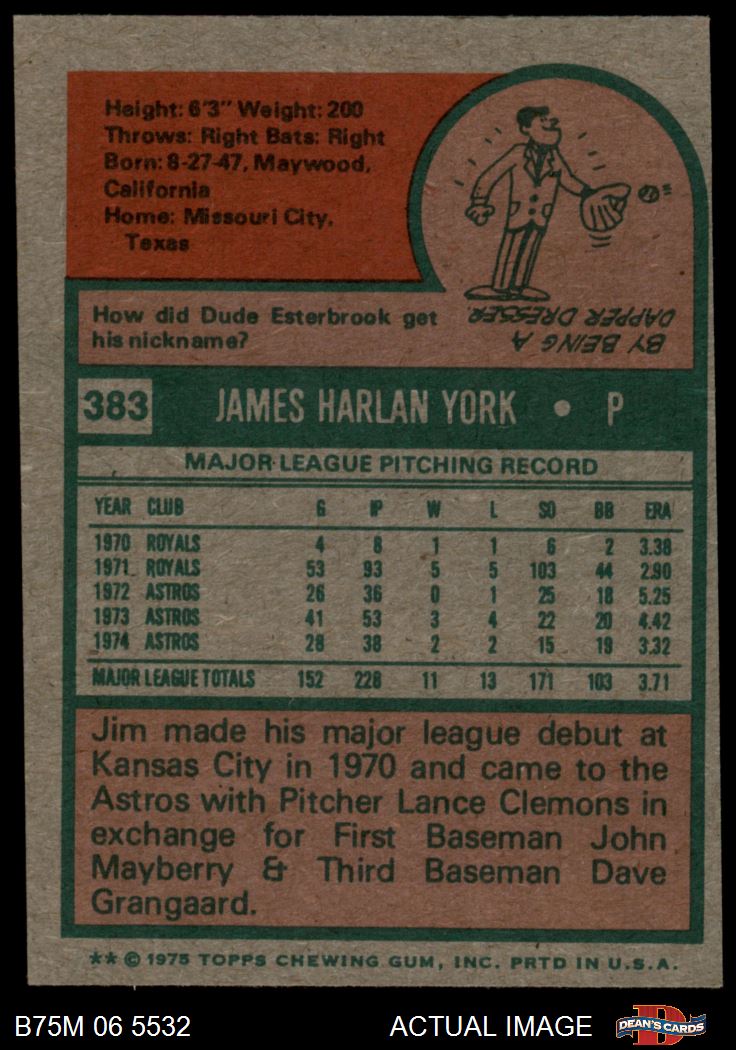 Height: 6'3" Weight: 200
Throws: Right Bats: Right
Born: 8-27-47, Maywood,
California
Home: Missouri City,
Texas
How did Dude Esterbrook get
his nickname?
BY BEING A
DAPPER DRESSER.
383 JAMES HARLAN YORK • P
MAJOR LEAGUE PITCHING RECORD
YEAR CLUB G IP W L SO BB ERA
1970 ROYALS 4 8 1 1 6 2 3.38
1971 ROYALS 53 93 5 5 103 44 2.90
1972 ASTROS 26 36 0 1 25 18 5.25
1973 ASTROS 41 53 3 4 22 20 4.42
1974 ASTROS 28 38 2 2 15 19 3.32
MAJOR LEAGUE TOTALS 152 228 11 13 171 103 3.71
Jim made his major league debut at
Kansas City in 1970 and came to the
Astros with Pitcher Lance Clemons in
exchange for First Baseman John
Mayberry & Third Baseman Dave
Grangaard.
** © 1975 TOPPS CHEWING GUM, INC. PRTD IN U.S.A.
B75M 06 5532 ACTUAL IMAGE DEAN'S CARDS